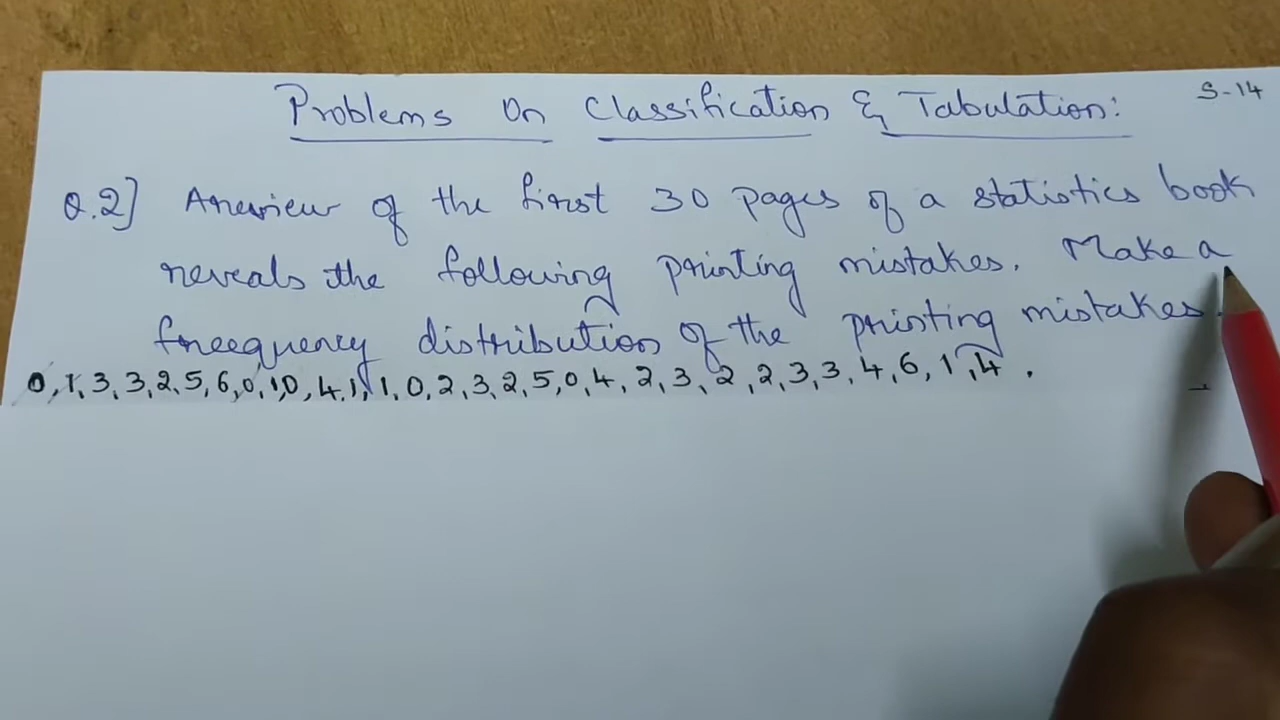 Problems On Classification & Tabulation: S-14
Q.2] A review of the first 30 pages of a statistics book
reveals the following printing mistakes. Make a
freequency distribution of the printing mistakes.
0, 1, 3, 3, 2, 5, 6, 0, 1, 0, 4, 1, 1, 0, 2, 3, 2, 5, 0, 4, 2, 3, 2, 2, 3, 3, 4, 6, 1, 4.